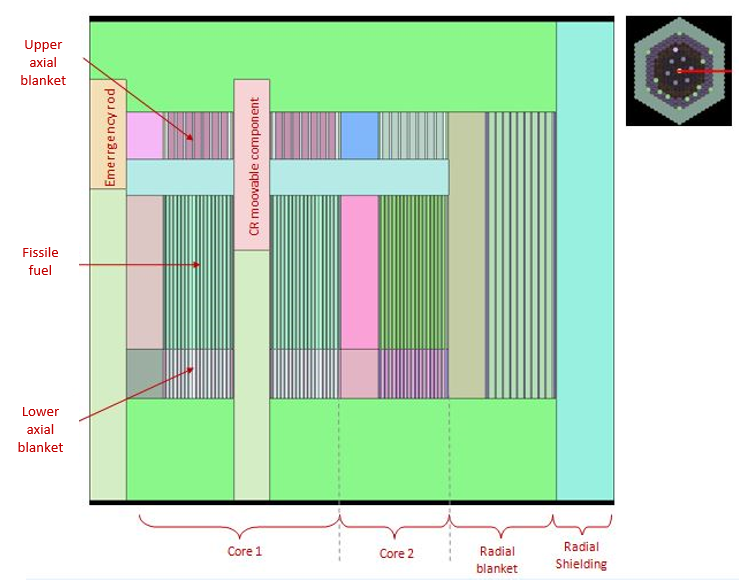 Upper
axial
blanket
Emerrgency rod
CR moovable component
Fissile
fuel
Lower
axial
blanket
Core 1
Core 2
Radial
blanket
Radial
Shielding